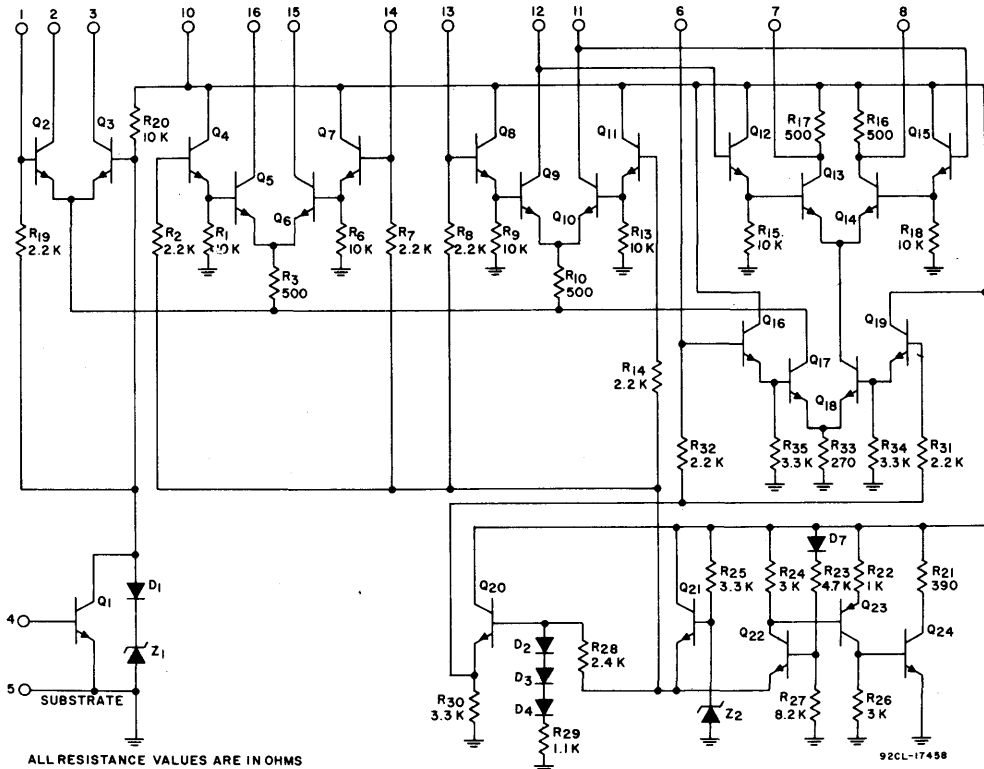 1 2 3 10 16 15 14 13 12 11 6 7 8
Q2 Q3 R20 10 K Q4 Q5 Q6 Q7 Q8 Q9 Q10 Q11 Q12 R17 500 R16 500 Q15
Q13 Q14
R19 2.2 K
R2 2.2 K
R1 10 K
R6 10 K
R7 2.2 K
R8 2.2 K
R9 10 K
R13 10 K
R15 10 K
R18 10 K
R3 500
R10 500
Q16 Q17 Q18 Q19
R14 2.2 K
R32 2.2 K
R35 3.3 K
R33 270
R34 3.3 K
R31 2.2 K
4 Q1 D1 Z1
5 SUBSTRATE
Q20 Q21
R25 3.3 K
R24 3 K
D7
R23 4.7 K
R22 1 K
R21 390
Q22 Q23 Q24
D2 D3 D4
R28 2.4 K
R30 3.3 K
R29 1.1 K
Z2
R27 8.2 K
R26 3 K
ALL RESISTANCE VALUES ARE IN OHMS
92CL-17458